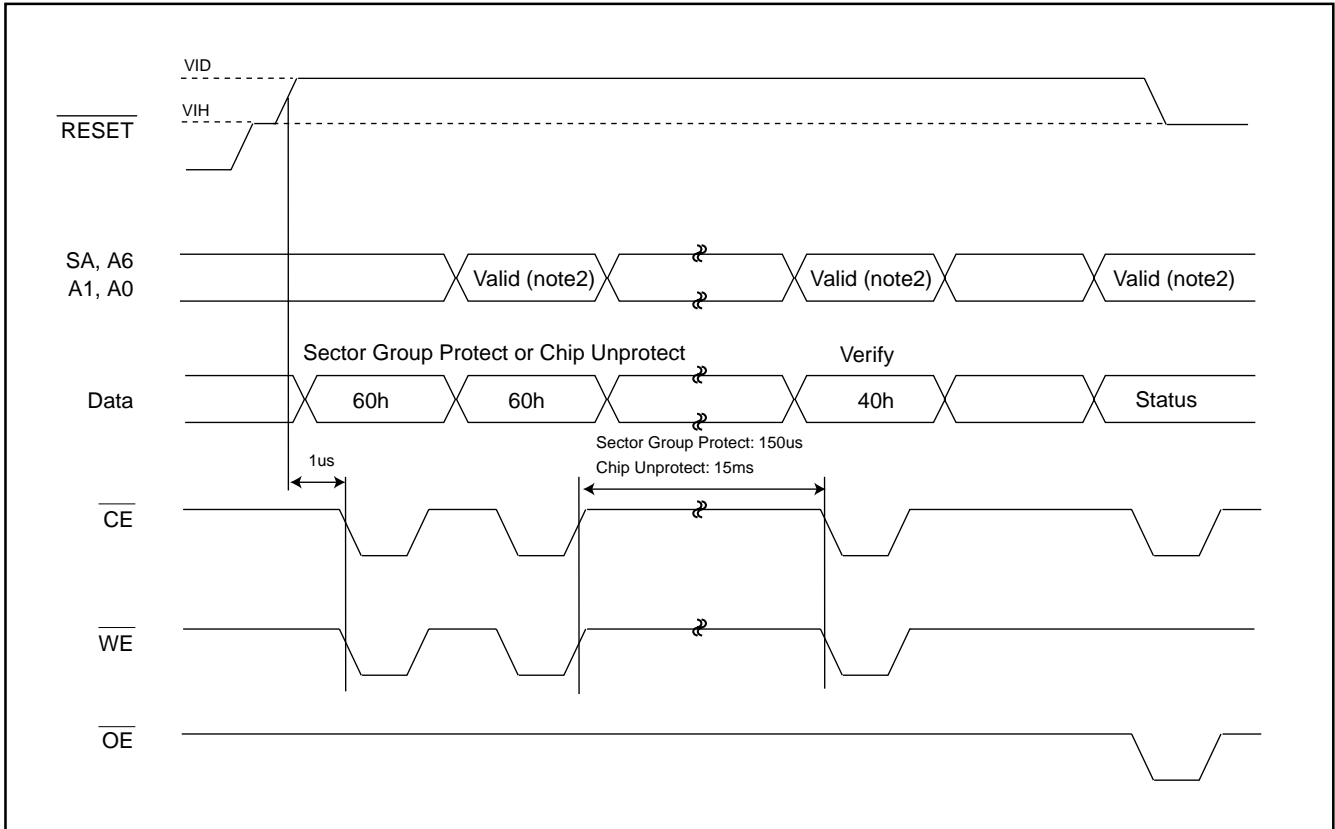 VID
VIH
RESET
SA, A6
A1, A0
Valid (note2)
Valid (note2)
Valid (note2)
Sector Group Protect or Chip Unprotect
Verify
Data
60h
60h
40h
Status
Sector Group Protect: 150us
Chip Unprotect: 15ms
1us
CE
WE
OE